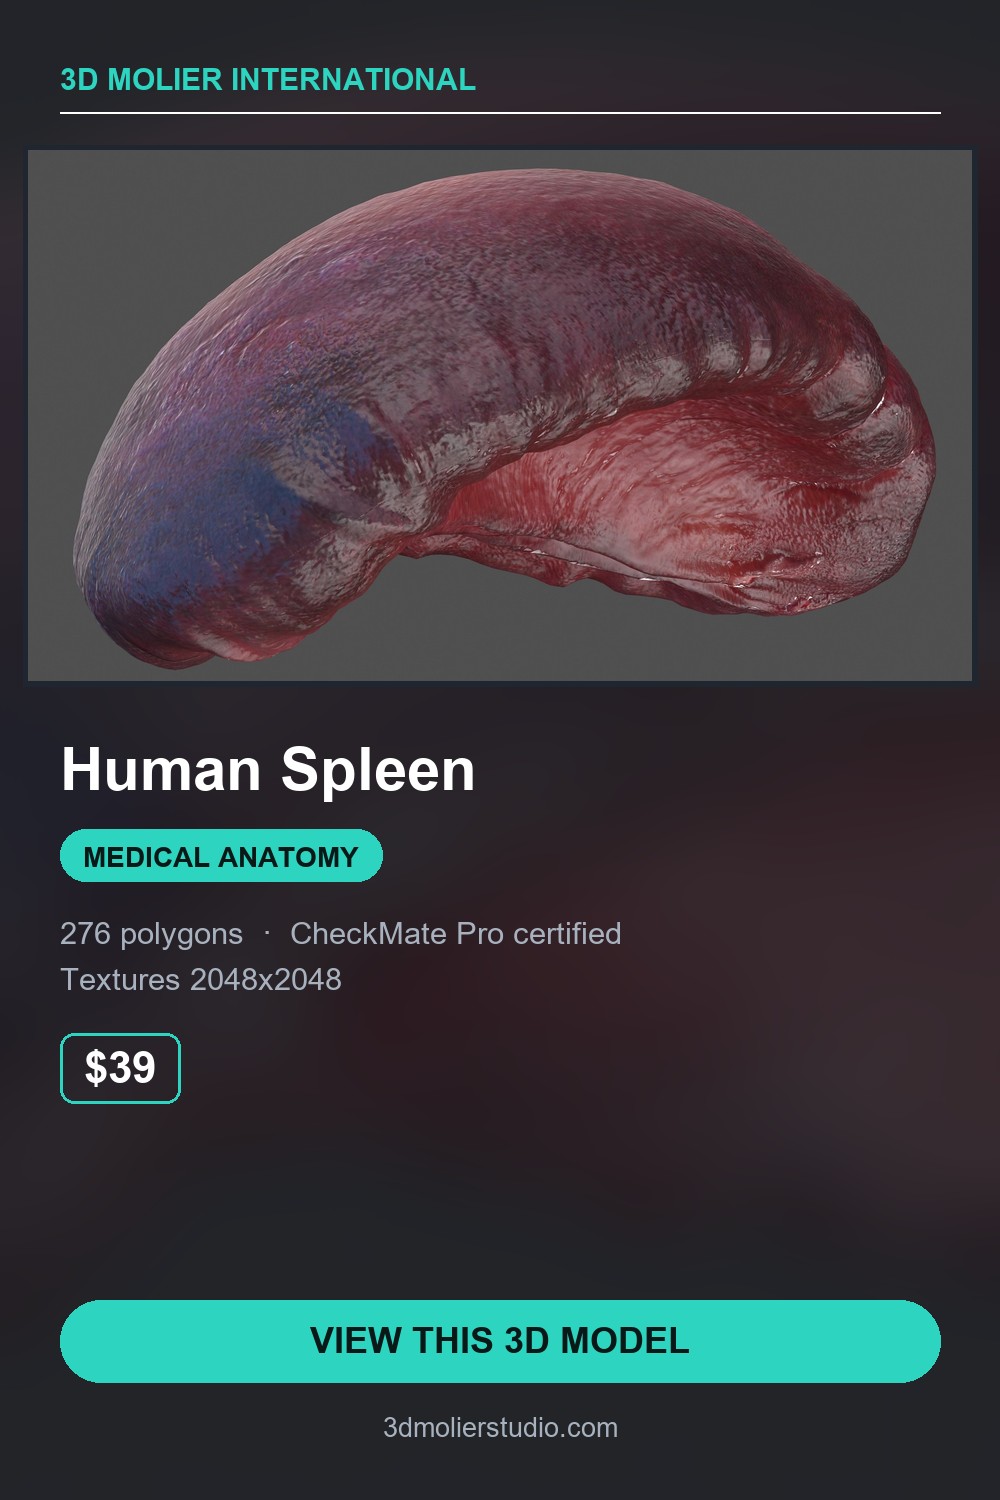 3D MOLIER INTERNATIONAL
Human Spleen
MEDICAL ANATOMY
276 polygons · CheckMate Pro certified
Textures 2048x2048
$39
VIEW THIS 3D MODEL
3dmolierstudio.com